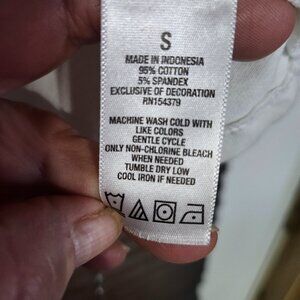 S
MADE IN INDONESIA
95% COTTON
5% SPANDEX
EXCLUSIVE OF DECORATION
RN154379
MACHINE WASH COLD WITH
LIKE COLORS
GENTLE CYCLE
ONLY NON-CHLORINE BLEACH
WHEN NEEDED
TUMBLE DRY LOW
COOL IRON IF NEEDED